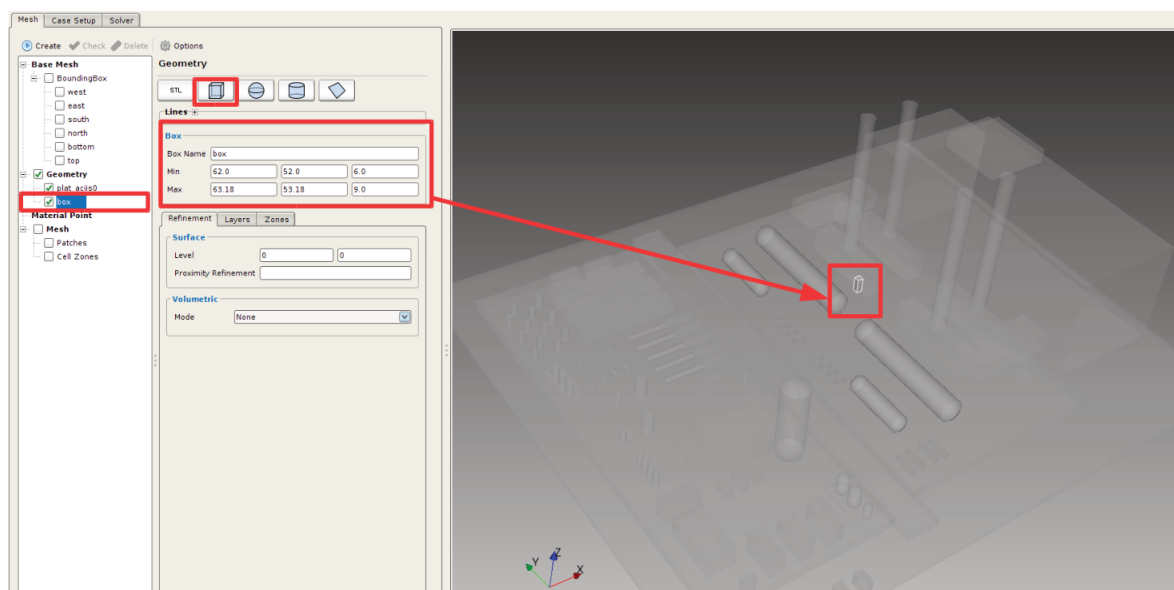 Mesh Case Setup Solver
Create Check Delete Options
Base Mesh
BoundingBox
west
east
south
north
bottom
top
Geometry
plat_aciis0
box
Material Point
Mesh
Patches
Cell Zones
Geometry
STL
Lines
Box
Box Name box
Min 62.0 52.0 6.0
Max 63.18 53.18 9.0
Refinement Layers Zones
Surface
Level 0 0
Proximity Refinement
Volumetric
Mode None
Y Z X